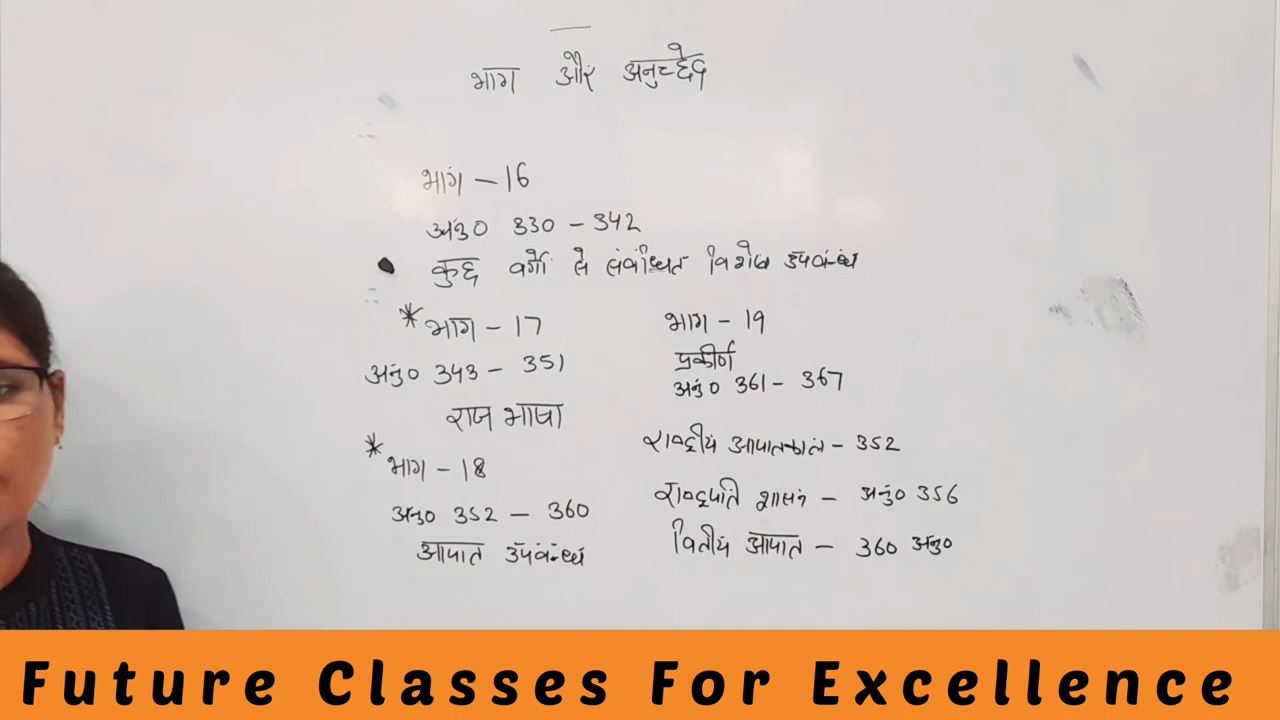 भाग और अनुच्छेद
भाग - 16
अनु० 330 - 342
कुछ वर्गो से संबंधित विशेष उपबन्ध
* भाग - 17
अनु० 343 - 351
राज भाषा
* भाग - 18
अनु० 352 - 360
आपात उपबन्ध
भाग - 19
प्रकीर्ण
अनु० 361 - 367
राष्ट्रीय आपातकाल - 352
राष्ट्रपति शासन - अनु० 356
वितीय आपात - 360 अनु०
Future Classes For Excellence